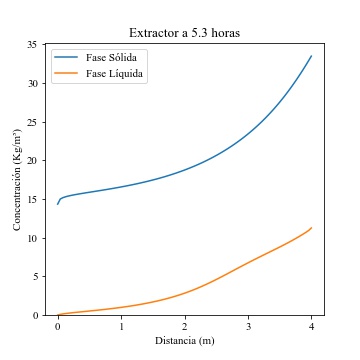 Extractor a 5.3 horas
Fase Sólida
Fase Líquida
35
30
25
20
15
10
5
0
Concentración (Kg/m³)
0 1 2 3 4
Distancia (m)